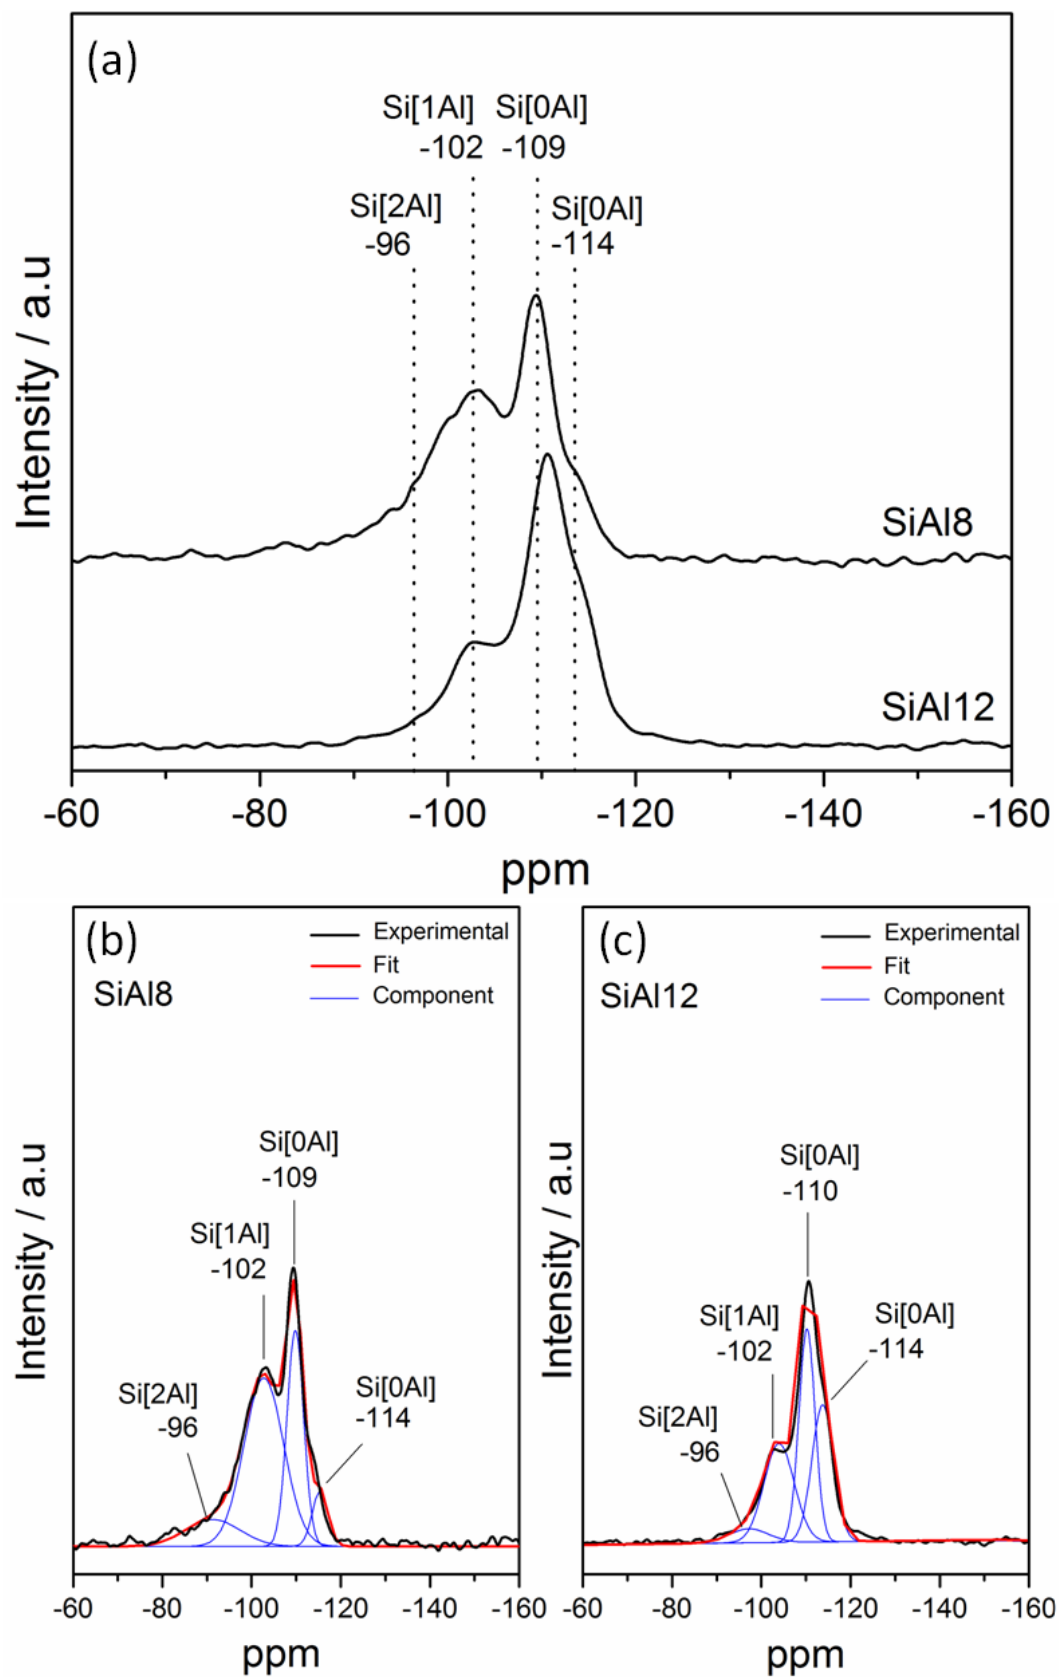 (a)
Si[1Al] Si[0Al]
-102 -109
Si[2Al] Si[0Al]
-96 -114
Intensity / a.u
SiAl8
SiAl12
-60 -80 -100 -120 -140 -160
ppm
(b)
Experimental
Fit
SiAl8
Component
Si[0Al]
-109
Si[1Al]
-102
Si[2Al]
-96
Si[0Al]
-114
Intensity / a.u
-60 -80 -100 -120 -140 -160
ppm
(c)
Experimental
Fit
SiAl12
Component
Si[0Al]
-110
Si[1Al]
-102
Si[0Al]
-114
Si[2Al]
-96
Intensity / a.u
-60 -80 -100 -120 -140 -160
ppm